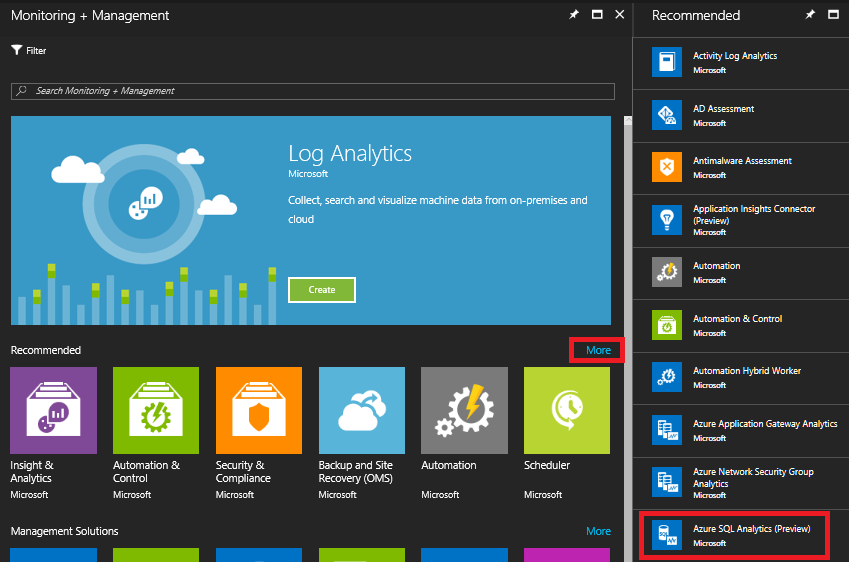 Monitoring + Management
Filter
Search Monitoring + Management
Log Analytics
Microsoft
Collect, search and visualize machine data from on-premises and
cloud
Create
Recommended
More
Insight &
Analytics
Microsoft
Automation &
Control
Microsoft
Security &
Compliance
Microsoft
Backup and Site
Recovery (OMS)
Microsoft
Automation
Microsoft
Scheduler
Microsoft
Management Solutions
More
Recommended
Activity Log Analytics
Microsoft
AD Assessment
Microsoft
Antimalware Assessment
Microsoft
Application Insights Connector
(Preview)
Microsoft
Automation
Microsoft
Automation & Control
Microsoft
Automation Hybrid Worker
Microsoft
Azure Application Gateway Analytics
Microsoft
Azure Network Security Group
Analytics
Microsoft
Azure SQL Analytics (Preview)
Microsoft